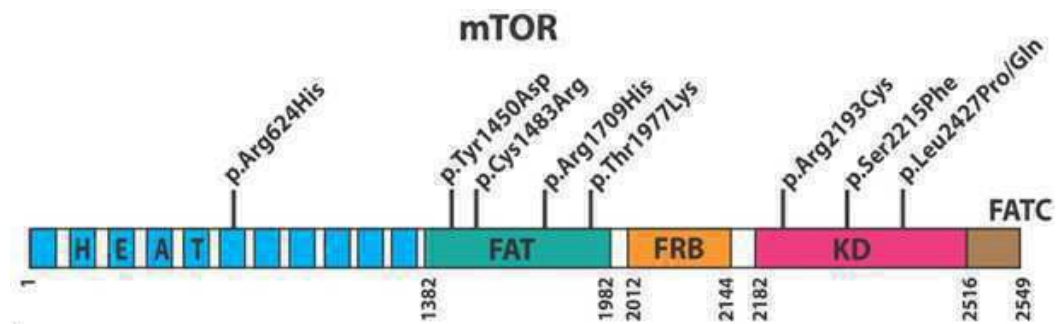 mTOR
p.Arg624His
p.Tyr1450Asp
p.Cys1483Arg
p.Arg1709His
p.Thr1977Lys
p.Arg2193Cys
p.Ser2215Phe
p.Leu2427Pro/Gln
FATC
H E A T FAT FRB KD
1 1382 1982 2012 2144 2182 2516 2549